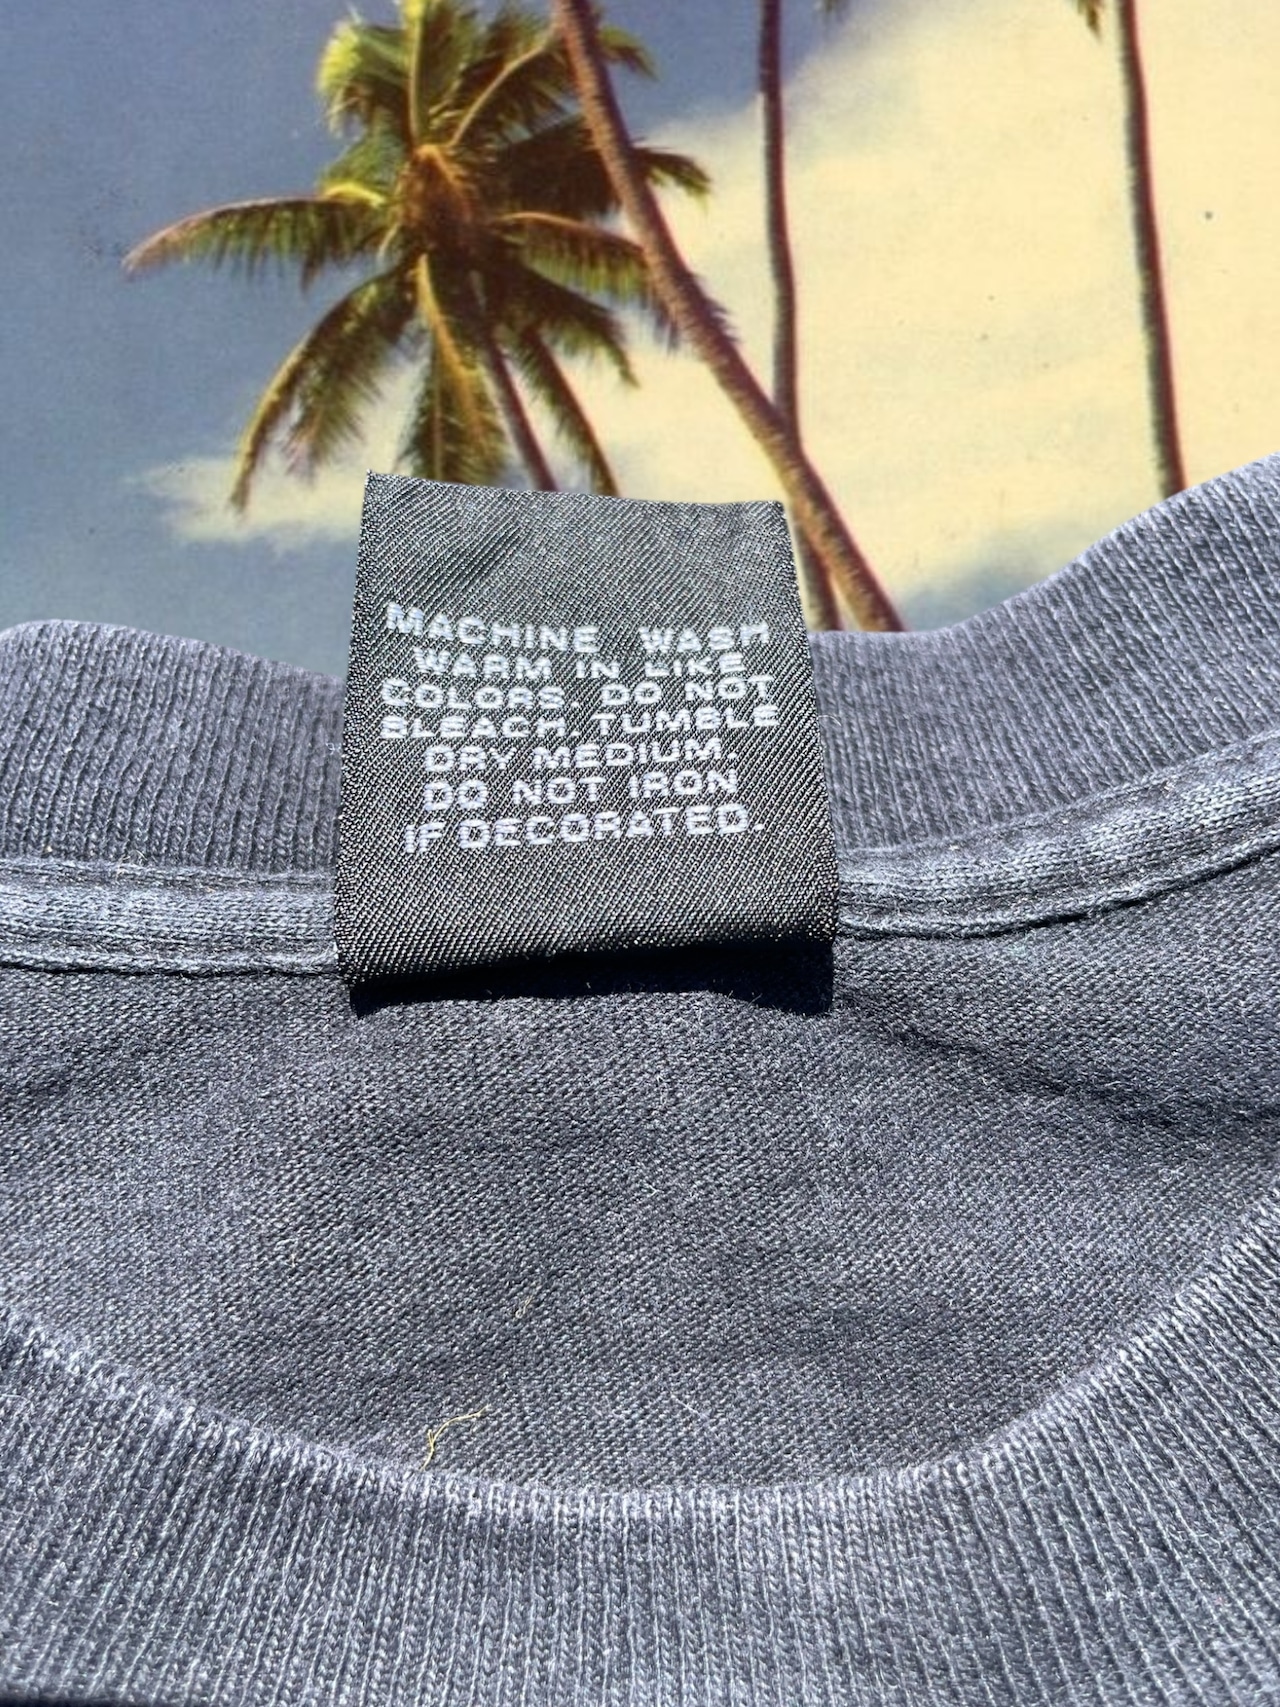 MACHINE WASH
WARM IN LIKE
COLORS. DO NOT
BLEACH. TUMBLE
DRY MEDIUM.
DO NOT IRON
IF DECORATED.